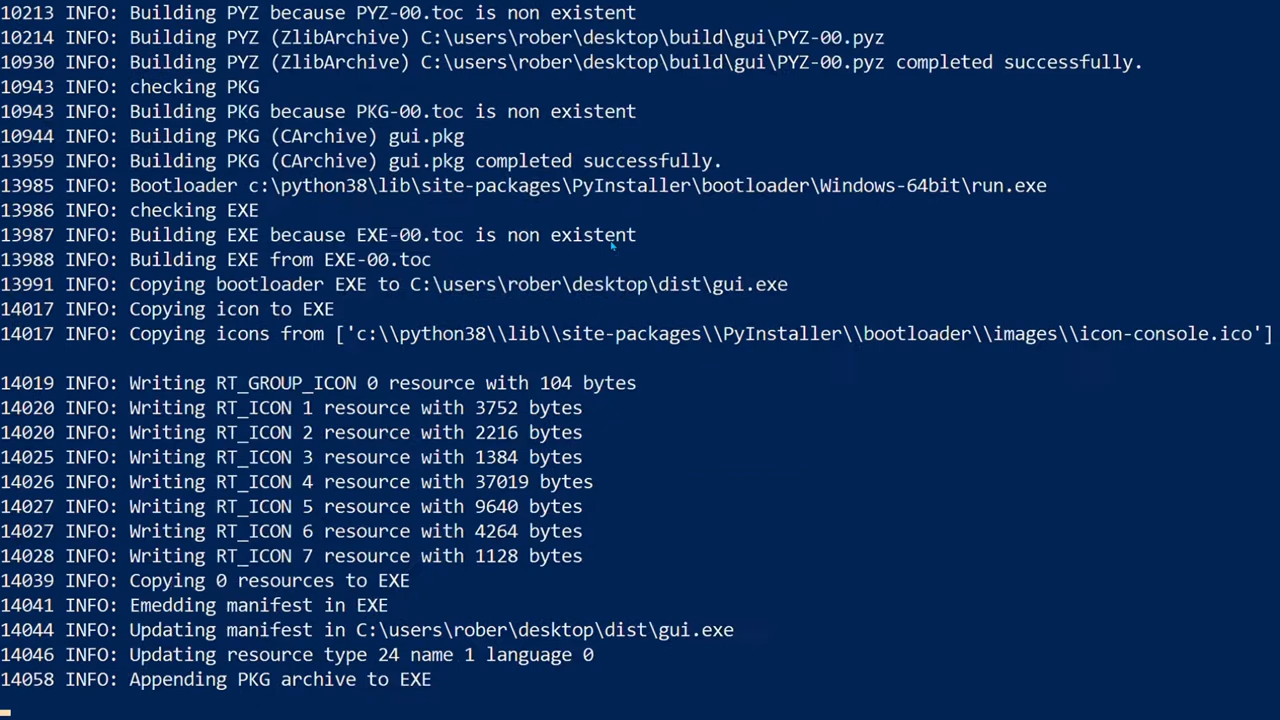 10213 INFO: Building PYZ because PYZ-00.toc is non existent
10214 INFO: Building PYZ (ZlibArchive) C:\users\rober\desktop\build\gui\PYZ-00.pyz
10930 INFO: Building PYZ (ZlibArchive) C:\users\rober\desktop\build\gui\PYZ-00.pyz completed successfully.
10943 INFO: checking PKG
10943 INFO: Building PKG because PKG-00.toc is non existent
10944 INFO: Building PKG (CArchive) gui.pkg
13959 INFO: Building PKG (CArchive) gui.pkg completed successfully.
13985 INFO: Bootloader c:\python38\lib\site-packages\PyInstaller\bootloader\Windows-64bit\run.exe
13986 INFO: checking EXE
13987 INFO: Building EXE because EXE-00.toc is non existent
13988 INFO: Building EXE from EXE-00.toc
13991 INFO: Copying bootloader EXE to C:\users\rober\desktop\dist\gui.exe
14017 INFO: Copying icon to EXE
14017 INFO: Copying icons from ['c:\\python38\\lib\\site-packages\\PyInstaller\\bootloader\\images\\icon-console.ico']
14019 INFO: Writing RT_GROUP_ICON 0 resource with 104 bytes
14020 INFO: Writing RT_ICON 1 resource with 3752 bytes
14020 INFO: Writing RT_ICON 2 resource with 2216 bytes
14025 INFO: Writing RT_ICON 3 resource with 1384 bytes
14026 INFO: Writing RT_ICON 4 resource with 37019 bytes
14027 INFO: Writing RT_ICON 5 resource with 9640 bytes
14027 INFO: Writing RT_ICON 6 resource with 4264 bytes
14028 INFO: Writing RT_ICON 7 resource with 1128 bytes
14039 INFO: Copying 0 resources to EXE
14041 INFO: Emedding manifest in EXE
14044 INFO: Updating manifest in C:\users\rober\desktop\dist\gui.exe
14046 INFO: Updating resource type 24 name 1 language 0
14058 INFO: Appending PKG archive to EXE